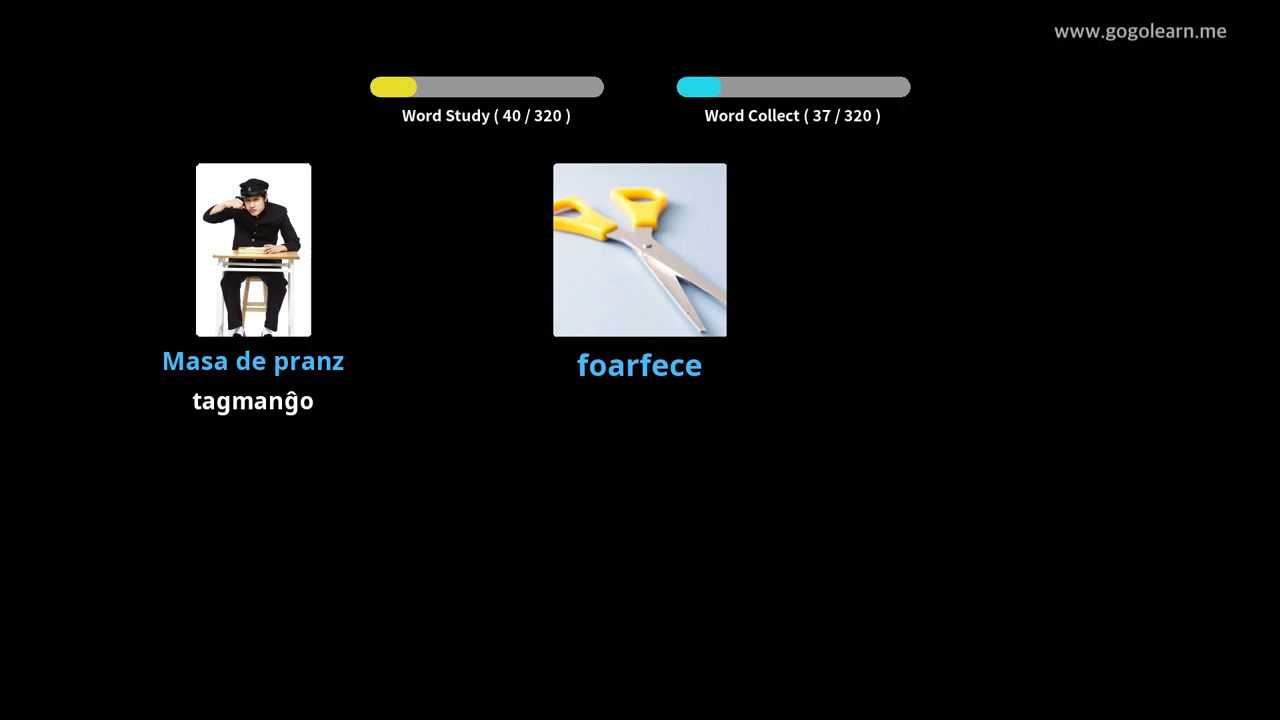 www.gogolearn.me
Word Study ( 40 / 320 )
Word Collect ( 37 / 320 )
Masa de pranz
tagmanĝo
foarfece